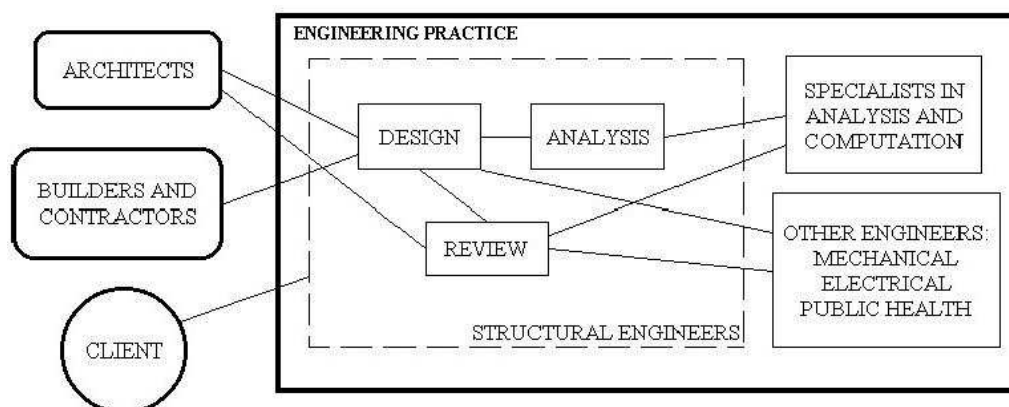 ENGINEERING PRACTICE
ARCHITECTS
BUILDERS AND
CONTRACTORS
CLIENT
DESIGN
ANALYSIS
REVIEW
STRUCTURAL ENGINEERS
SPECIALISTS IN
ANALYSIS AND
COMPUTATION
OTHER ENGINEERS:
MECHANICAL
ELECTRICAL
PUBLIC HEALTH